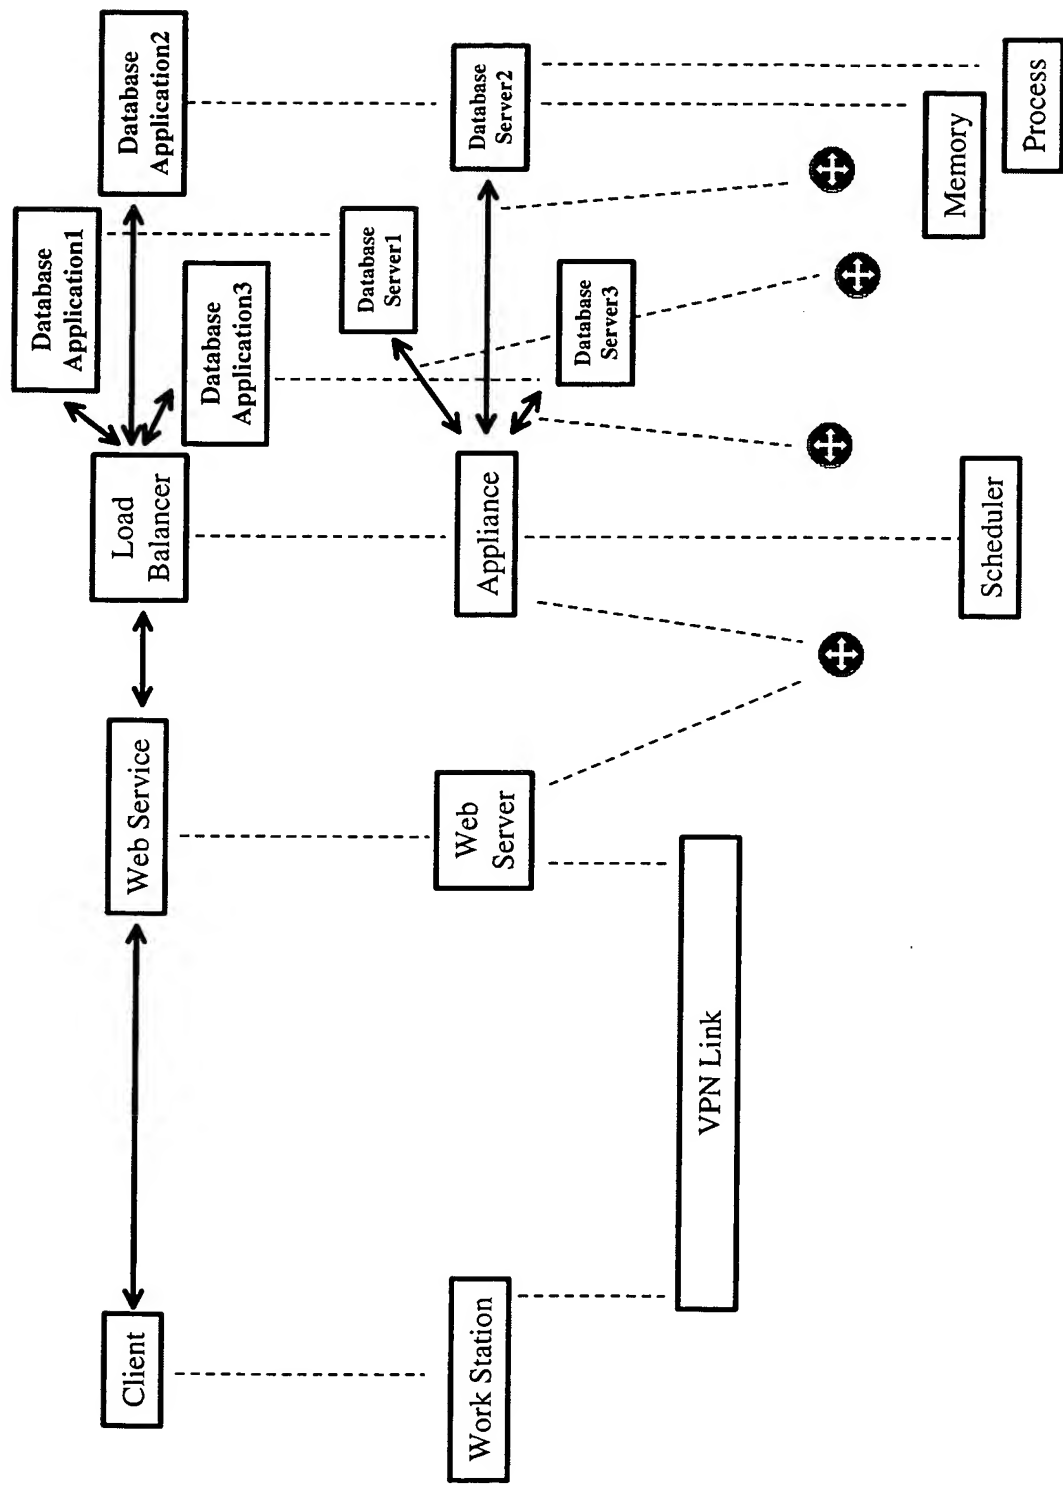 Client
Web Service
Load
Balancer
Database
Application1
Database
Application2
Database
Application3
Work Station
Web
Server
Appliance
Database
Server1
Database
Server2
Database
Server3
VPN Link
Scheduler
Memory
Process